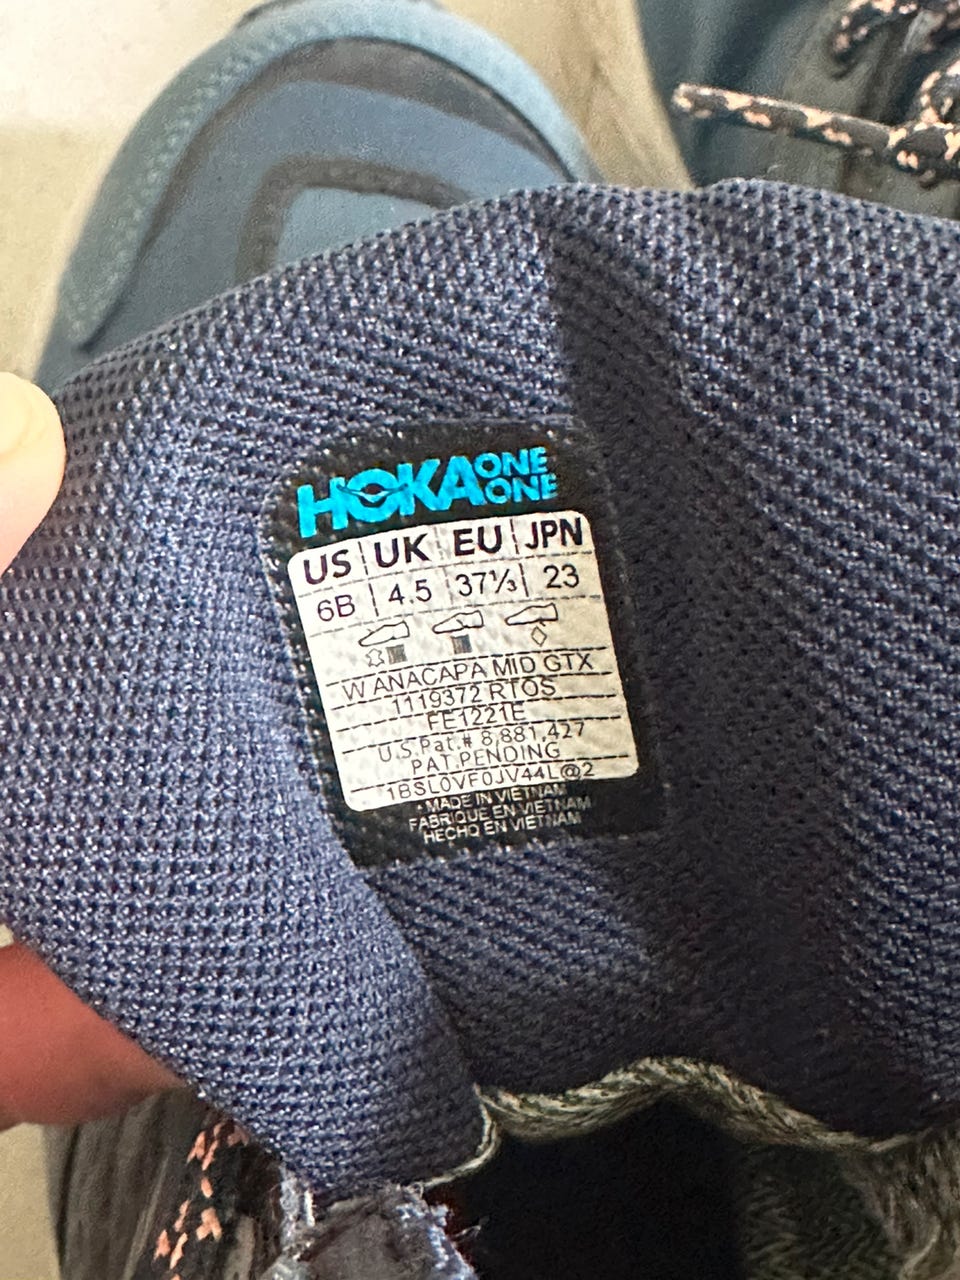 HOKA ONE ONE
US UK EU JPN
6B 4.5 37⅓ 23
W ANACAPA MID GTX
1119372 RTOS
FE1221E
U.S.Pat.# 8,881,427
PAT.PENDING
1BSL0VF0JV44L@2
• MADE IN VIETNAM
FABRIQUE EN VIETNAM
HECHO EN VIETNAM